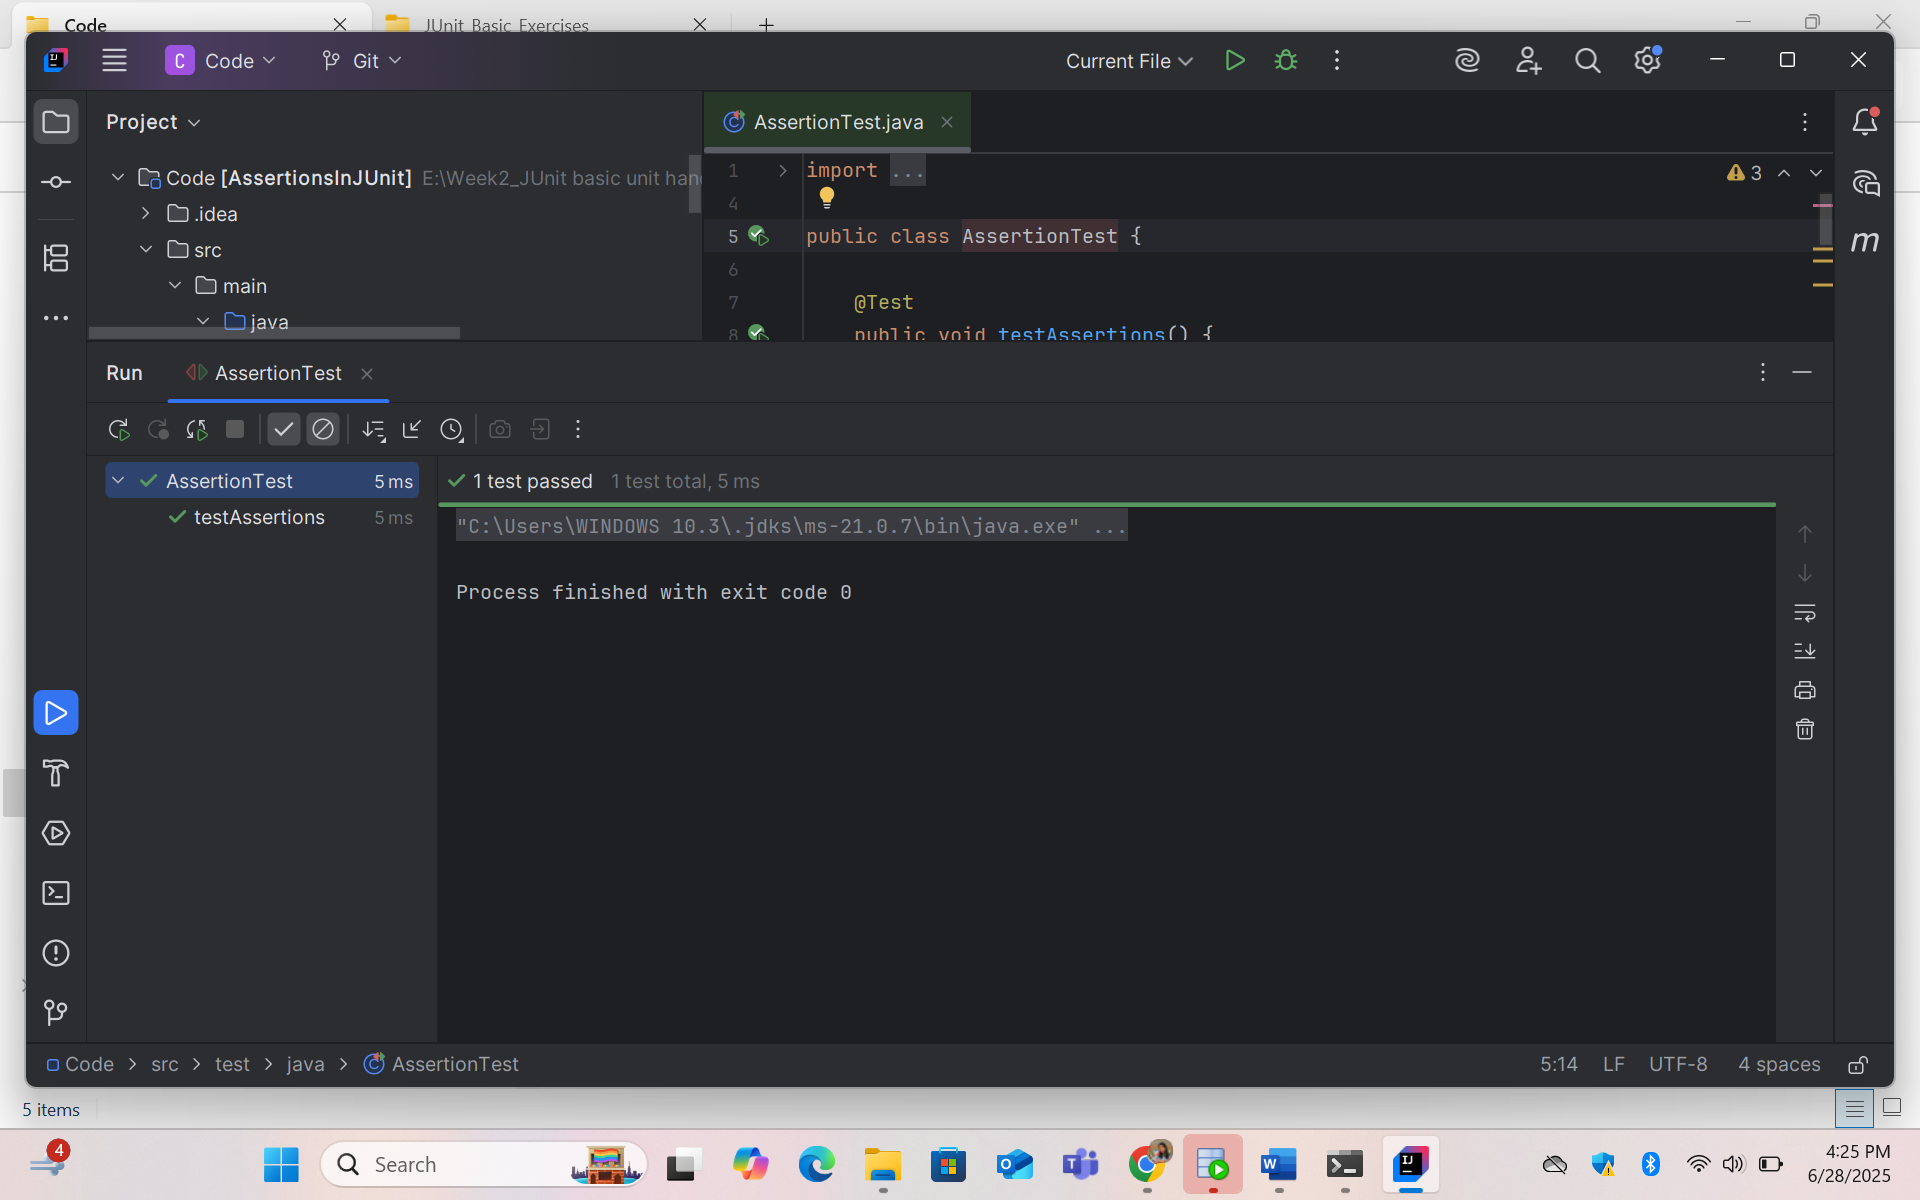 Code
JUnit_Basic_Exercises
C Code
Git
Current File
Project
AssertionTest.java
Code [AssertionsInJUnit] E:\Week2_JUnit basic unit han
.idea
src
main
java
1 import ...
3
4
5 public class AssertionTest {
6
7 @Test
8 public void testAssertions() {
Run
AssertionTest
AssertionTest 5 ms
testAssertions 5 ms
1 test passed 1 test total, 5 ms
"C:\Users\WINDOWS 10.3\.jdks\ms-21.0.7\bin\java.exe" ...
Process finished with exit code 0
Code > src > test > java > AssertionTest
5:14 LF UTF-8 4 spaces
5 items
4
Search
4:25 PM
6/28/2025